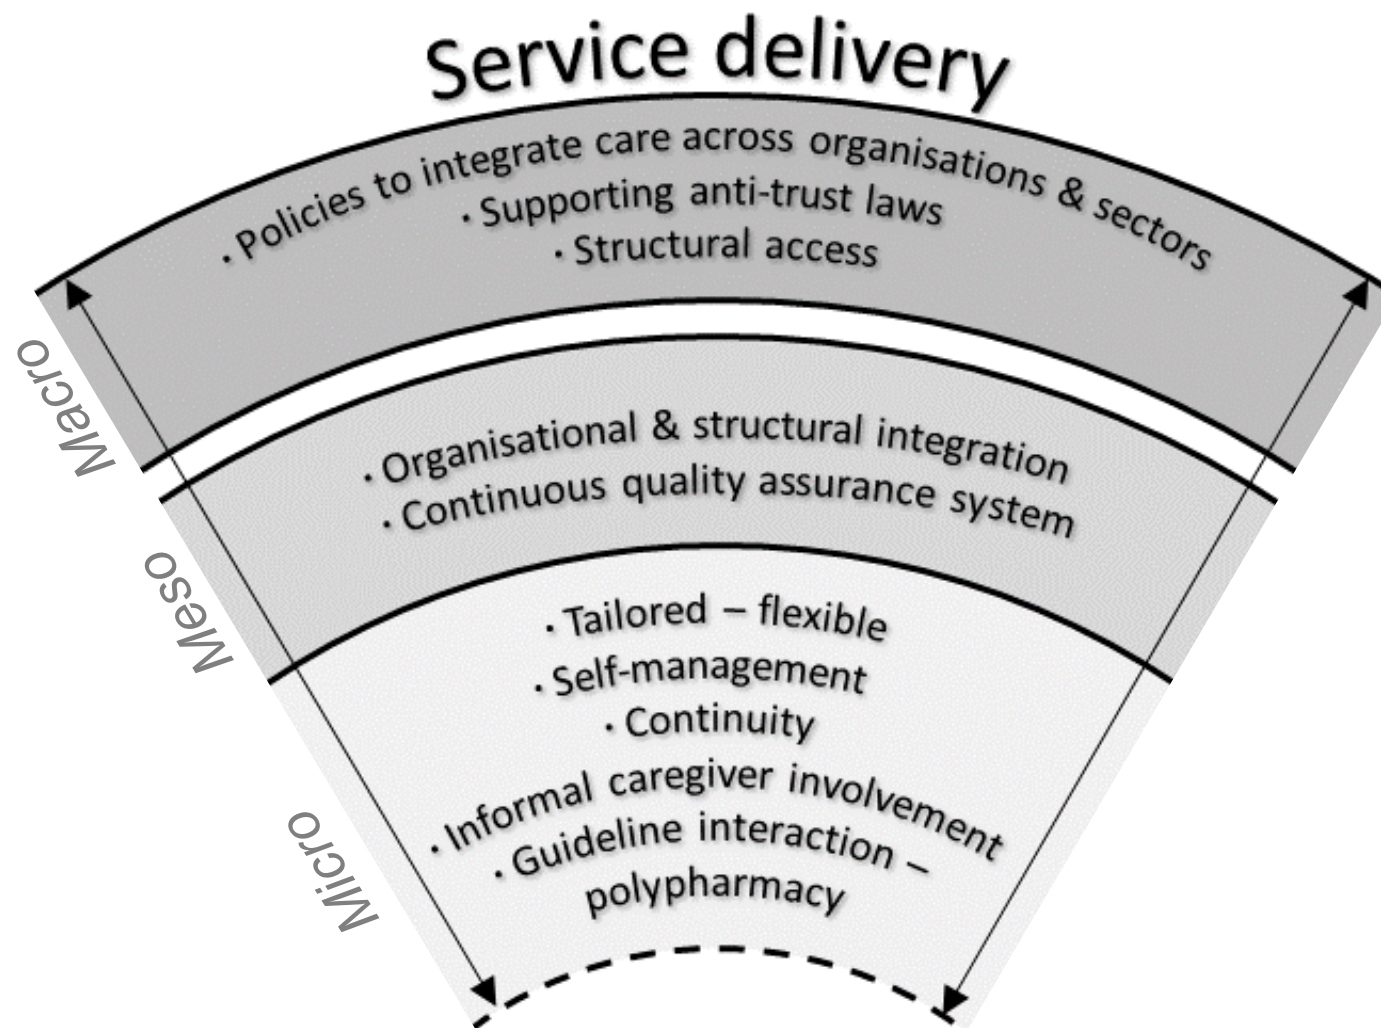 Service delivery
· Policies to integrate care across organisations & sectors
· Supporting anti-trust laws
· Structural access
Macro
· Organisational & structural integration
· Continuous quality assurance system
Meso
· Tailored – flexible
· Self-management
· Continuity
· Informal caregiver involvement
· Guideline interaction –
polypharmacy
Micro